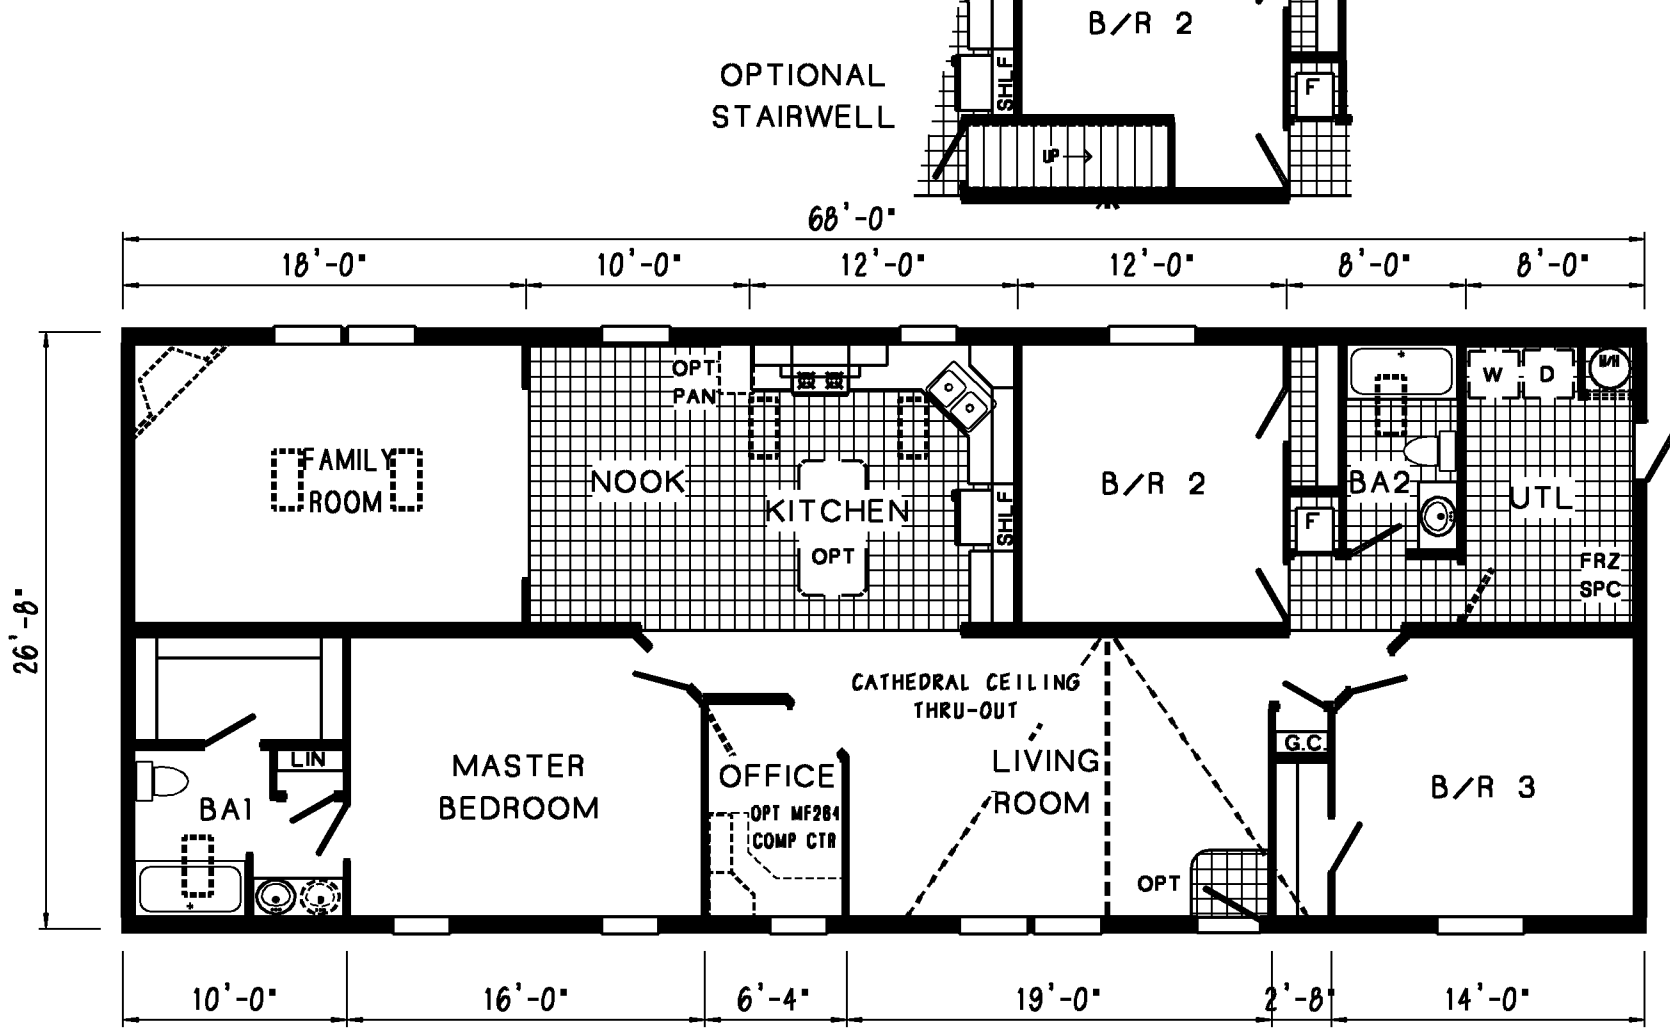 B/R 2
OPTIONAL
STAIRWELL
SHLF
F
UP
68'-0"
18'-0"
10'-0"
12'-0"
12'-0"
8'-0"
8'-0"
OPT
PAN
W
D
W/H
FAMILY
ROOM
NOOK
KITCHEN
OPT
SHLF
B/R 2
F
BA2
UTL
FRZ
SPC
26'-8"
CATHEDRAL CEILING
THRU-OUT
LIN
BA1
MASTER
BEDROOM
OFFICE
OPT MF264
COMP CTR
LIVING
ROOM
OPT
G.C.
B/R 3
10'-0"
16'-0"
6'-4"
19'-0"
2'-8"
14'-0"